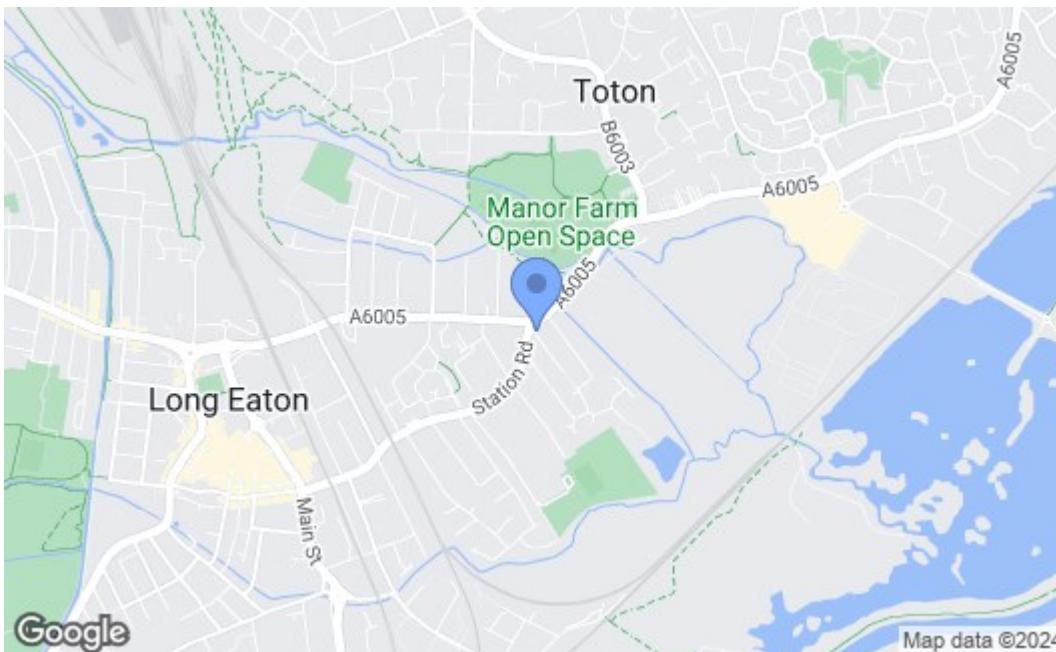 A6005
Toton
B6003
A6005
Manor Farm
Open Space
A6005
A6005
Station Rd
Long Eaton
Main St
Google
Map data ©2024